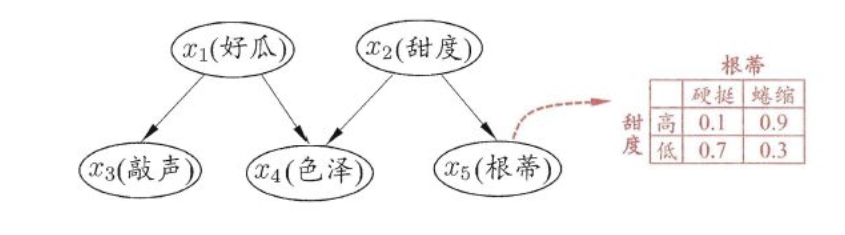 x₁(好瓜)
x₂(甜度)
x₃(敲声)
x₄(色泽)
x₅(根蒂)
根蒂
硬挺 蜷缩
甜度
高 0.1 0.9
低 0.7 0.3